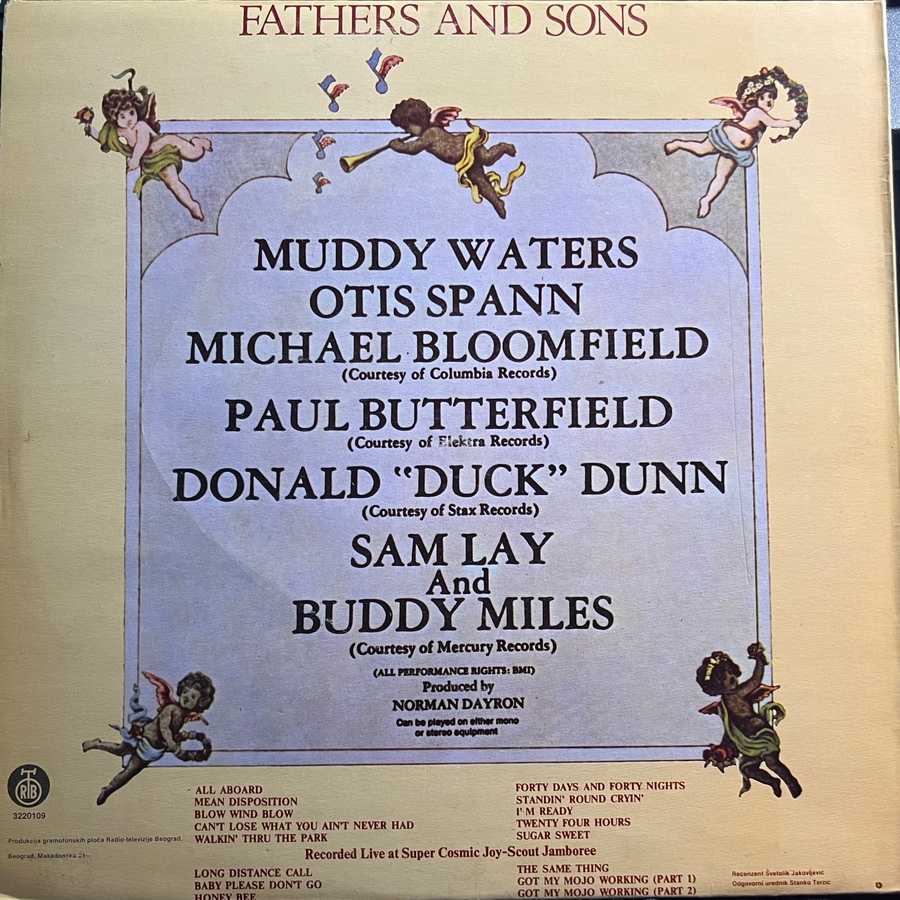 FATHERS AND SONS
MUDDY WATERS
OTIS SPANN
MICHAEL BLOOMFIELD
(Courtesy of Columbia Records)
PAUL BUTTERFIELD
(Courtesy of Elektra Records)
DONALD “DUCK” DUNN
(Courtesy of Stax Records)
SAM LAY
And
BUDDY MILES
(Courtesy of Mercury Records)
(ALL PERFORMANCE RIGHTS: BMI)
Produced by
NORMAN DAYRON
Can be played on either mono
or stereo equipment
RTB
3220109
Produkcija gramofonskih ploča Radio-televizije Beograd,
Beograd, Makedonska 21
ALL ABOARD
MEAN DISPOSITION
BLOW WIND BLOW
CAN'T LOSE WHAT YOU AIN'T NEVER HAD
WALKIN' THRU THE PARK
FORTY DAYS AND FORTY NIGHTS
STANDIN' ROUND CRYIN'
I'M READY
TWENTY FOUR HOURS
SUGAR SWEET
Recorded Live at Super Cosmic Joy-Scout Jamboree
LONG DISTANCE CALL
BABY PLEASE DON'T GO
HONEY BEE
THE SAME THING
GOT MY MOJO WORKING (PART 1)
GOT MY MOJO WORKING (PART 2)
Recenzent Svetolik Jakovljević
Odgovorni urednik Stanko Terzić